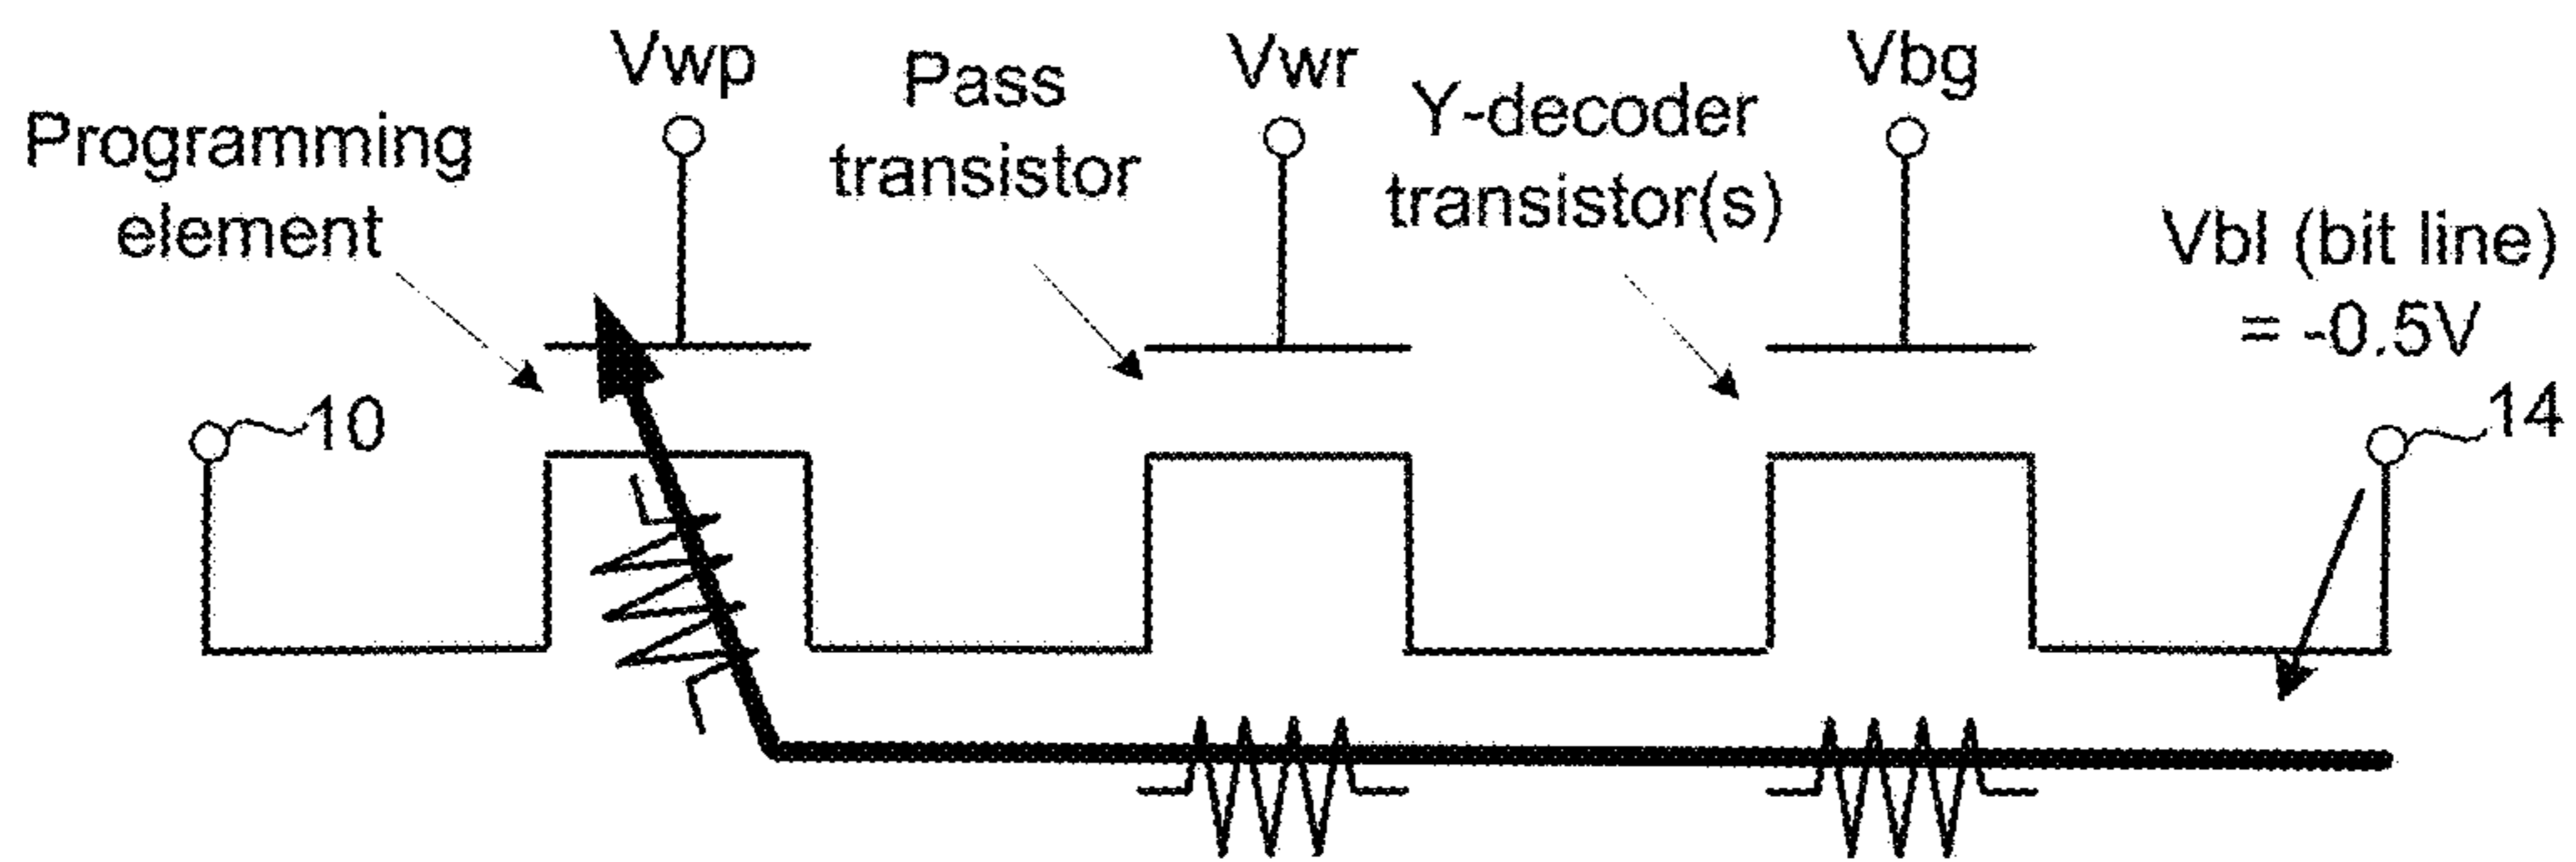 Vwp
Programming
element
Pass
transistor
Vwr
Y-decoder
transistor(s)
Vbg
Vbl (bit line)
= -0.5V
10
14